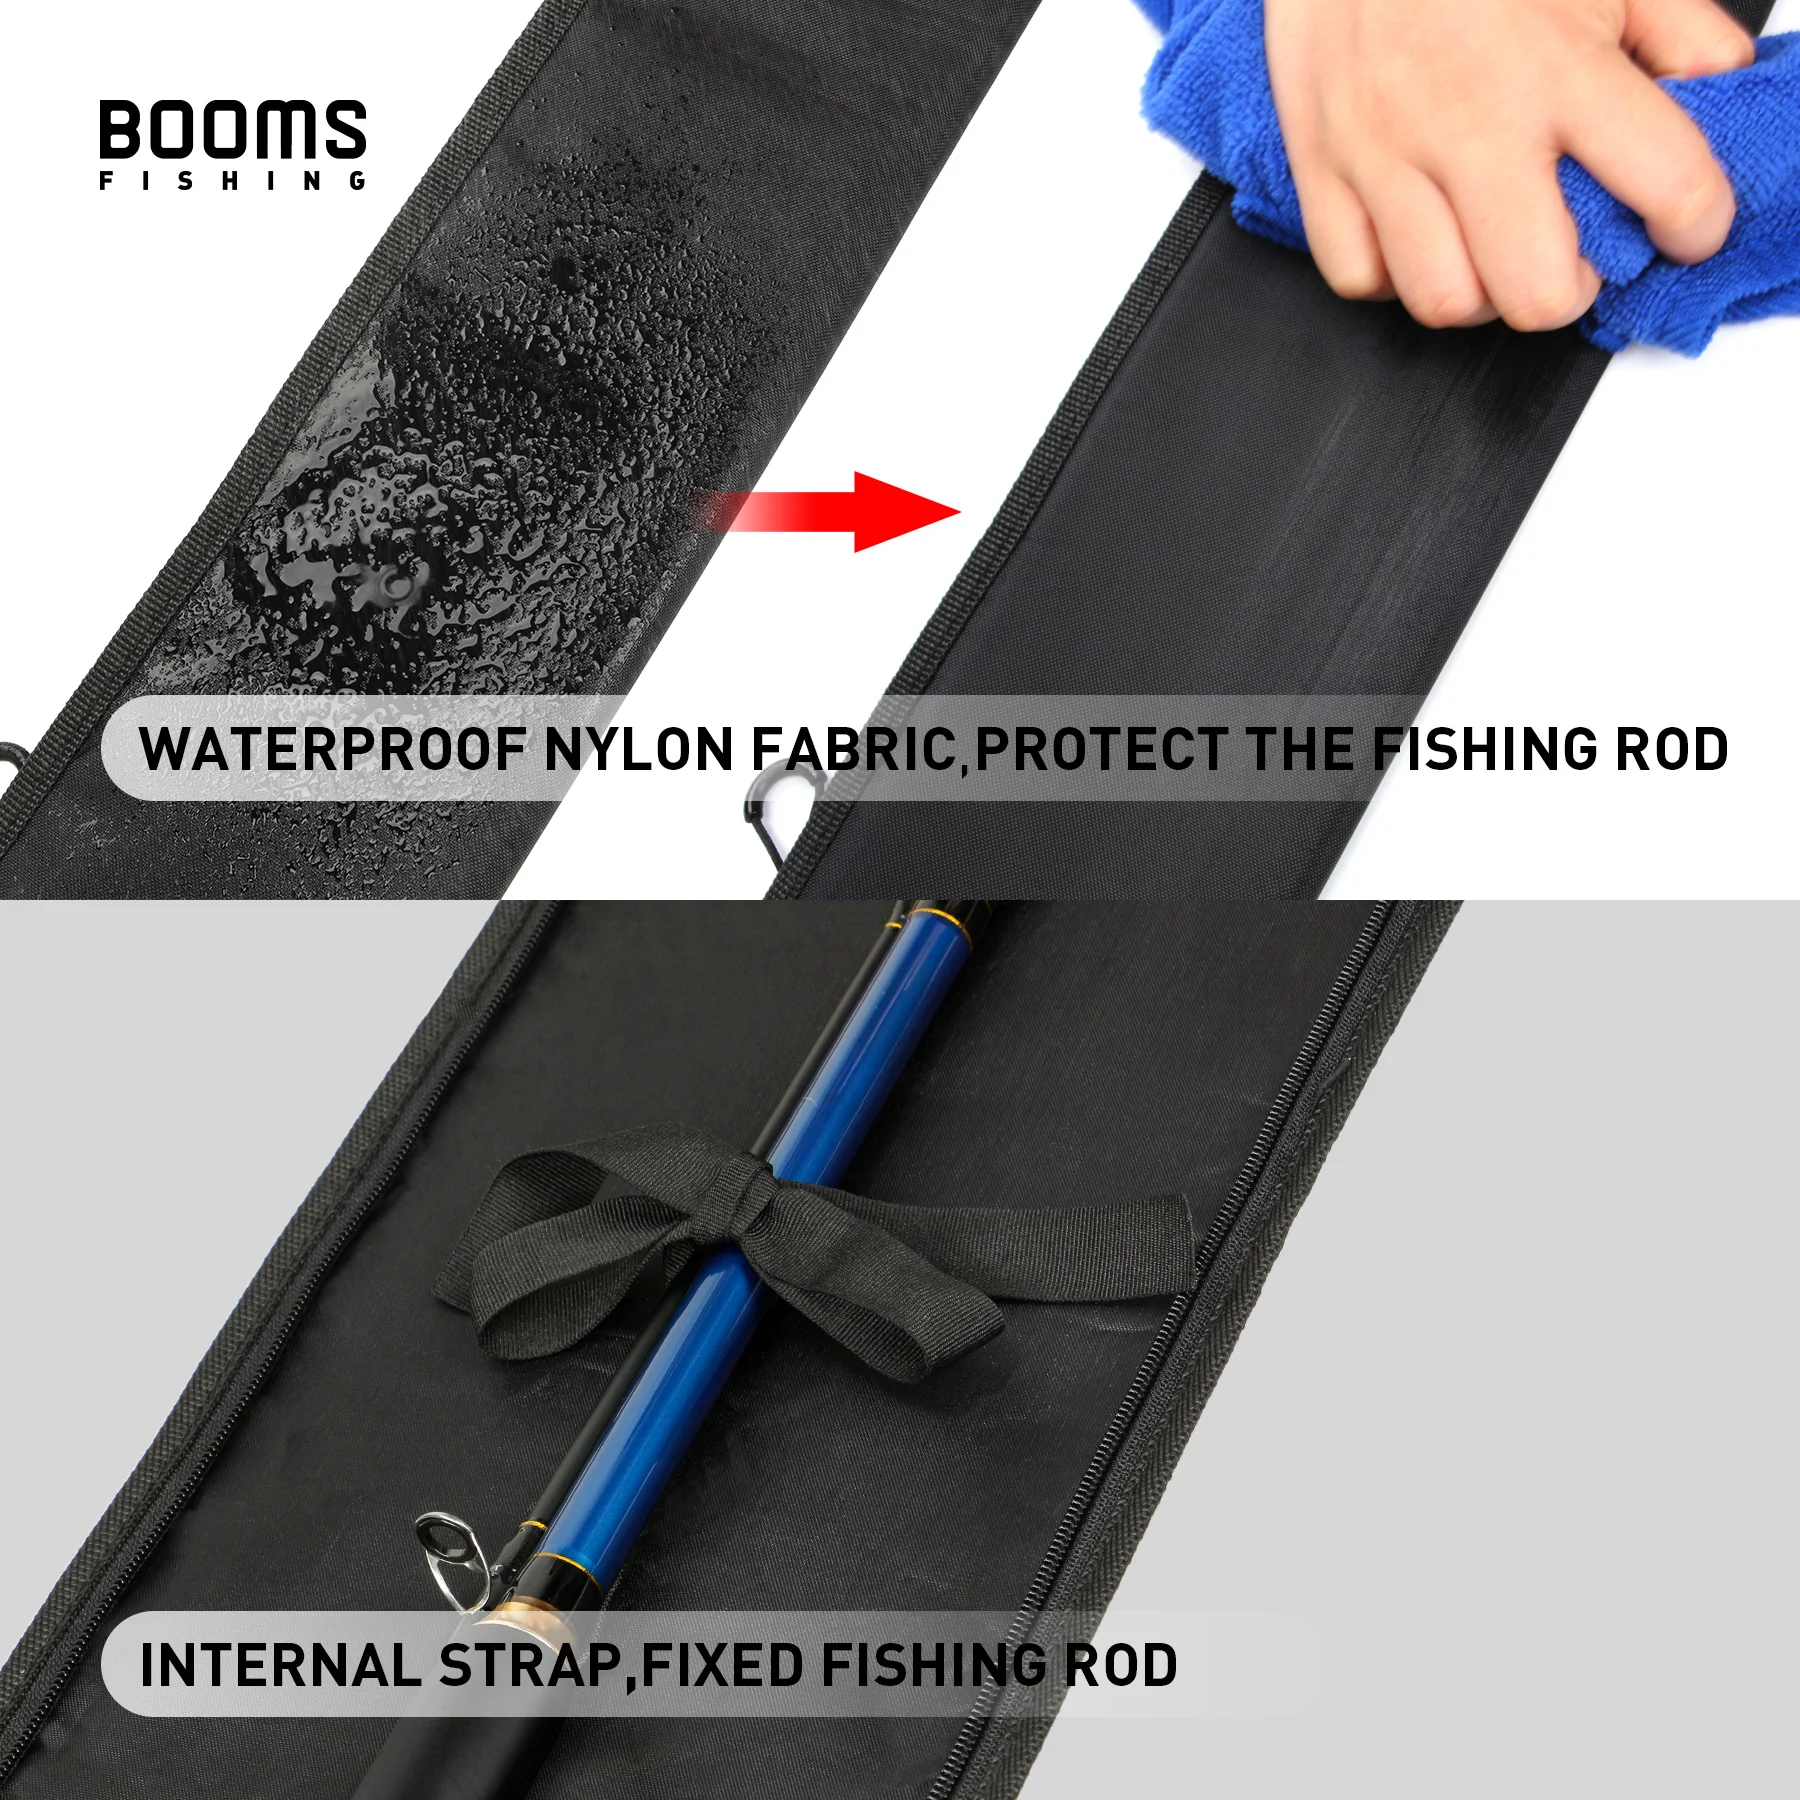 BOOMS
FISHING
WATERPROOF NYLON FABRIC,PROTECT THE FISHING ROD
INTERNAL STRAP,FIXED FISHING ROD